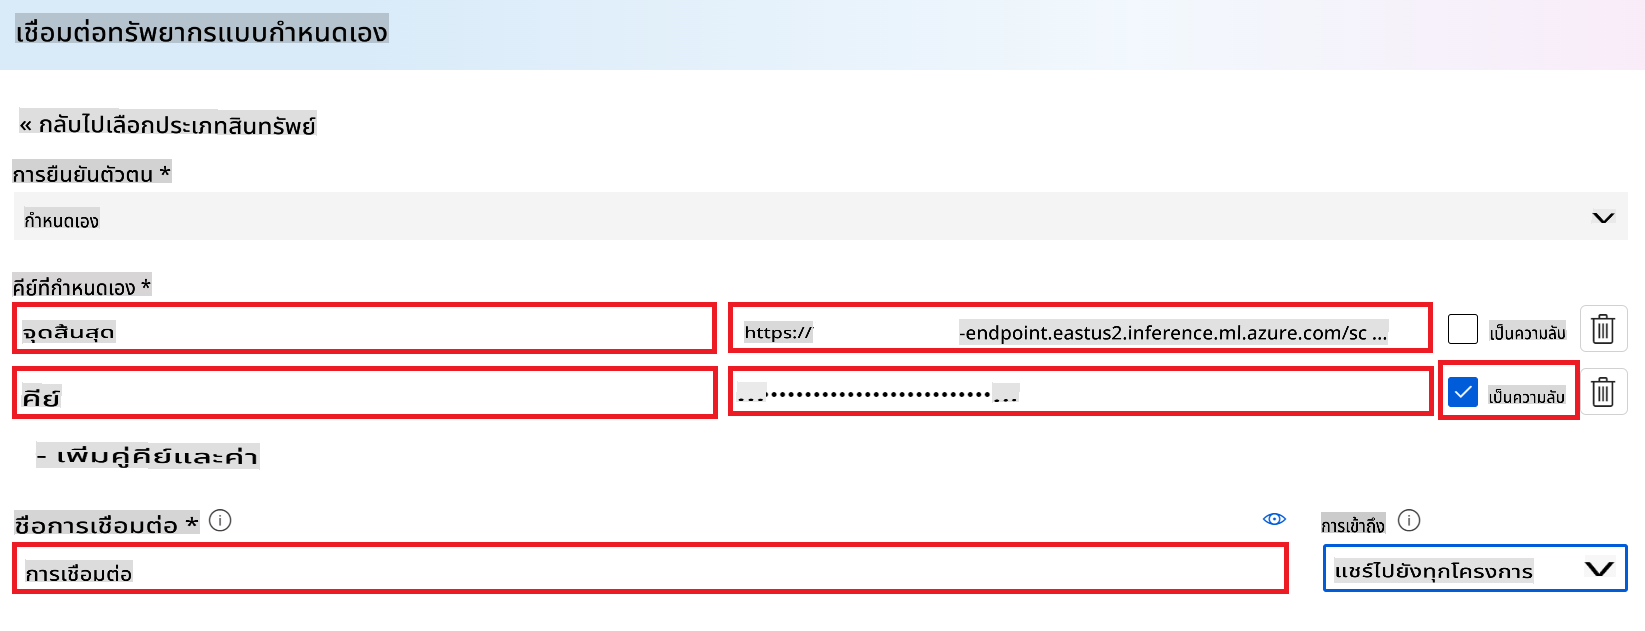 เชื่อมต่อทรัพยากรแบบกำหนดเอง
« กลับไปเลือกประเภทสินทรัพย์
การยืนยันตัวตน *
กำหนดเอง
คีย์ที่กำหนดเอง *
จุดสิ้นสุด https:// -endpoint.eastus2.inference.ml.azure.com/sc ... เป็นความลับ
คีย์ ...••••••••••••••••••••••••••••... เป็นความลับ
- เพิ่มคู่คีย์และค่า
ชื่อการเชื่อมต่อ * การเข้าถึง
การเชื่อมต่อ แชร์ไปยังทุกโครงการ